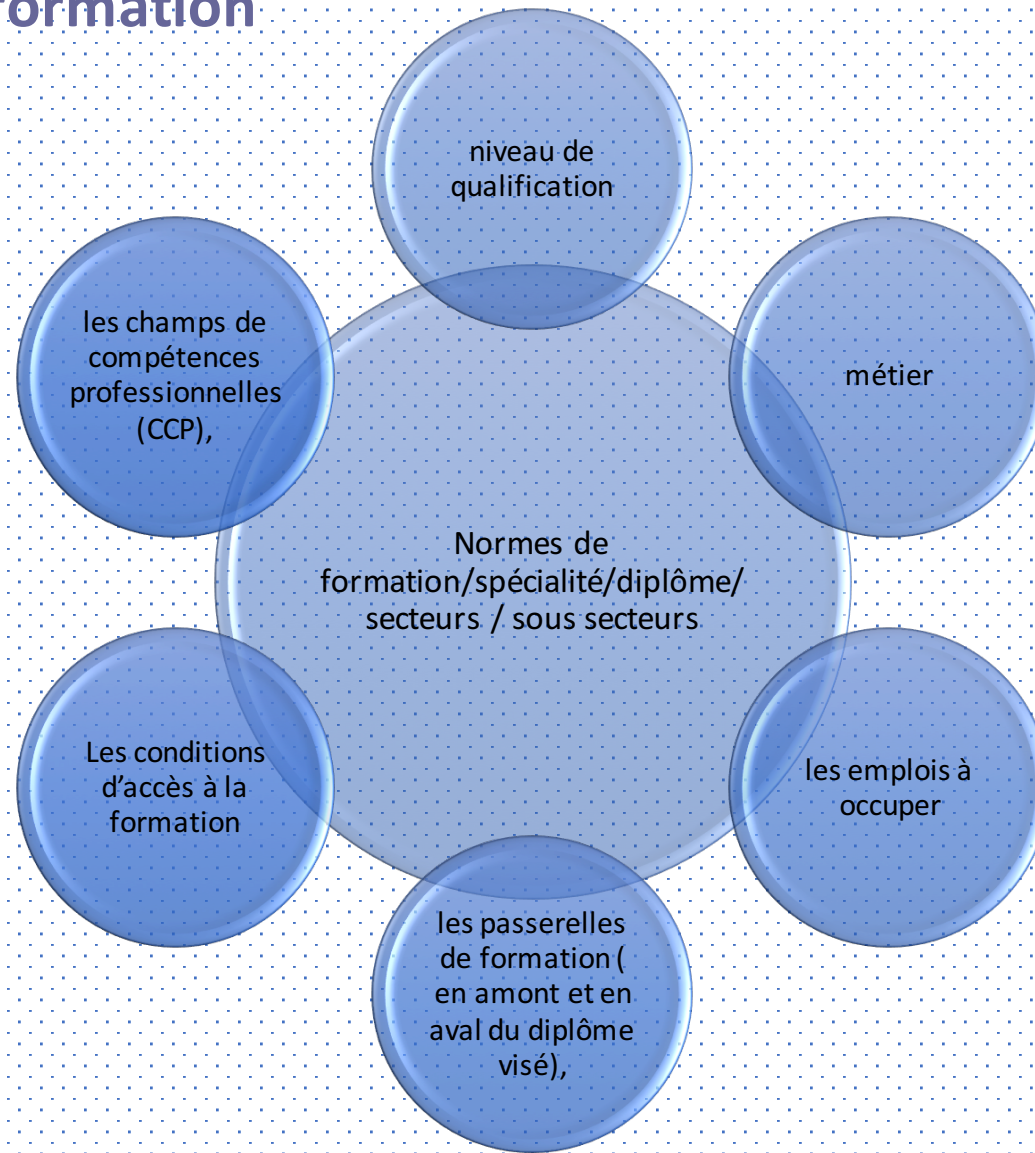 formation
niveau de
qualification
métier
les emplois à
occuper
les passerelles
de formation (
en amont et en
aval du diplôme
visé),
Les conditions
d'accès à la
formation
les champs de
compétences
professionnelles
(CCP),
Normes de
formation/spécialité/diplôme/
secteurs / sous secteurs